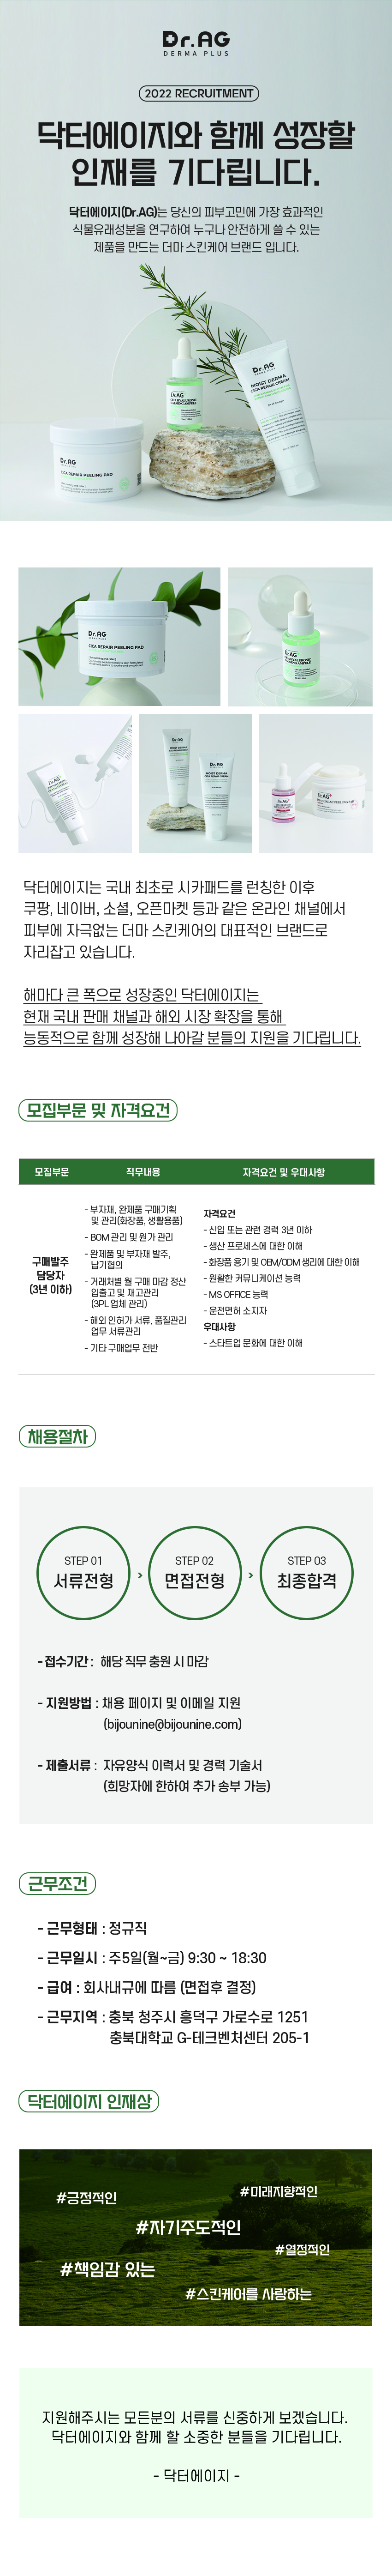 Dr.AG
DERMA PLUS
2022 RECRUITMENT
닥터에이지와 함께 성장할
인재를 기다립니다.
닥터에이지(Dr.AG)는 당신의 피부고민에 가장 효과적인
식물유래성분을 연구하여 누구나 안전하게 쓸 수 있는
제품을 만드는 더마 스킨케어 브랜드 입니다.
Dr.AG
MOIST DERMA
CICA REPAIR CREAM
Dr.AG
Dr.AG
CICA REPAIR PEELING PAD
Dr.AG
CICA REPAIR PEELING PAD
Dr.AG
Dr.AG
Dr.AG
MOIST DERMA
Dr.AG
MOIST DERMA
Dr.AG
Dr.AG
닥터에이지는 국내 최초로 시카패드를 런칭한 이후
쿠팡, 네이버, 소셜, 오픈마켓 등과 같은 온라인 채널에서
피부에 자극없는 더마 스킨케어의 대표적인 브랜드로
자리잡고 있습니다.
해마다 큰 폭으로 성장중인 닥터에이지는
현재 국내 판매 채널과 해외 시장 확장을 통해
능동적으로 함께 성장해 나아갈 분들의 지원을 기다립니다.
모집부문 및 자격요건
모집부문 직무내용 자격요건 및 우대사항
구매발주
담당자
(3년 이하)
- 부자재, 완제품 구매기획
및 관리(화장품, 생활용품)
- BOM 관리 및 원가 관리
- 완제품 및 부자재 발주,
납기협의
- 거래처별 월 구매 마감 정산
입출고 및 재고관리
(3PL 업체 관리)
- 해외 인허가 서류, 품질관리
업무 서류관리
- 기타 구매업무 전반
자격요건
- 신입 또는 관련 경력 3년 이하
- 생산 프로세스에 대한 이해
- 화장품 용기 및 OEM/ODM 생리에 대한 이해
- 원활한 커뮤니케이션 능력
- MS OFFICE 능력
- 운전면허 소지자
우대사항
- 스타트업 문화에 대한 이해
채용절차
STEP 01
서류전형
>
STEP 02
면접전형
>
STEP 03
최종합격
- 접수기간 : 해당 직무 충원 시 마감
- 지원방법 : 채용 페이지 및 이메일 지원
(bijounine@bijounine.com)
- 제출서류 : 자유양식 이력서 및 경력 기술서
(희망자에 한하여 추가 송부 가능)
근무조건
- 근무형태 : 정규직
- 근무일시 : 주5일(월~금) 9:30 ~ 18:30
- 급여 : 회사내규에 따름 (면접후 결정)
- 근무지역 : 충북 청주시 흥덕구 가로수로 1251
충북대학교 G-테크벤처센터 205-1
닥터에이지 인재상
#미래지향적인
#긍정적인
#자기주도적인
#열정적인
#책임감 있는
#스킨케어를 사랑하는
지원해주시는 모든분의 서류를 신중하게 보겠습니다.
닥터에이지와 함께 할 소중한 분들을 기다립니다.
- 닥터에이지 -